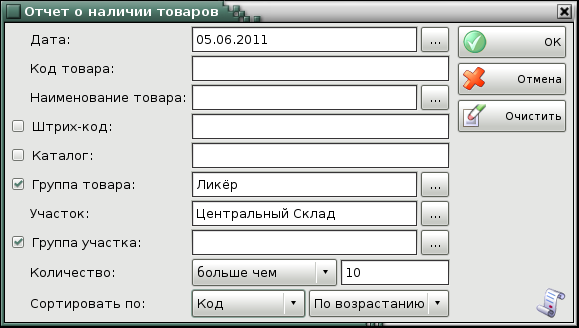 Отчет о наличии товаров
Дата: 05.06.2011 ... ОК
Код товара:
Наименование товара: ... Отмена
Штрих-код: Очистить
Каталог:
Группа товара: Ликёр ...
Участок: Центральный Склад ...
Группа участка: ...
Количество: больше чем 10
Сортировать по: Код По возрастанию